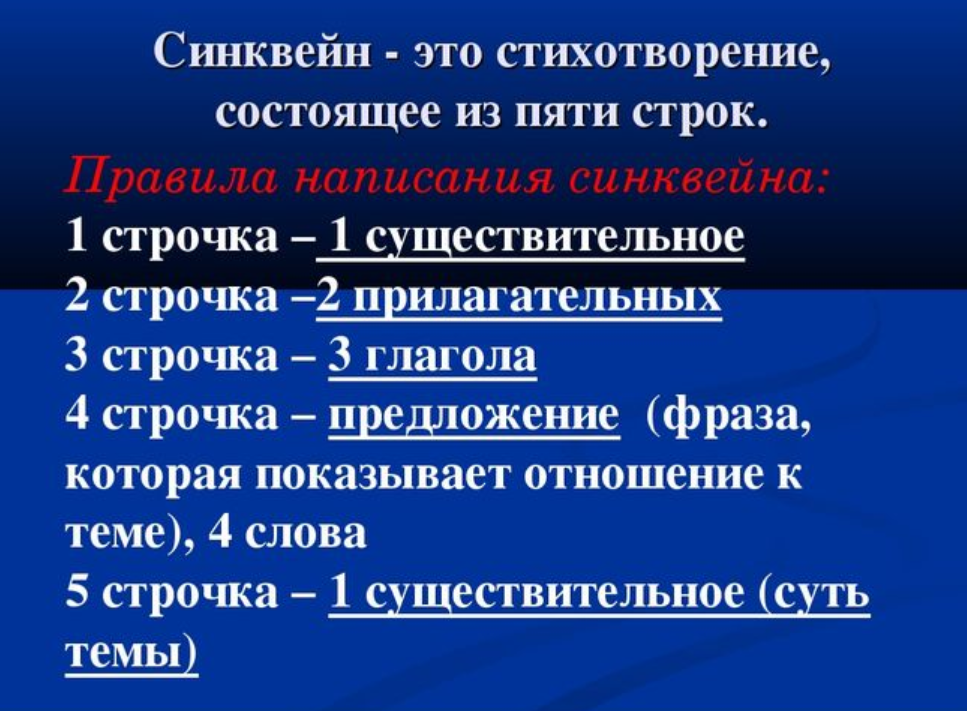 Синквейн - это стихотворение,
состоящее из пяти строк.
Правила написания синквейна:
1 строчка – 1 существительное
2 строчка –2 прилагательных
3 строчка – 3 глагола
4 строчка – предложение (фраза,
которая показывает отношение к
теме), 4 слова
5 строчка – 1 существительное (суть
темы)